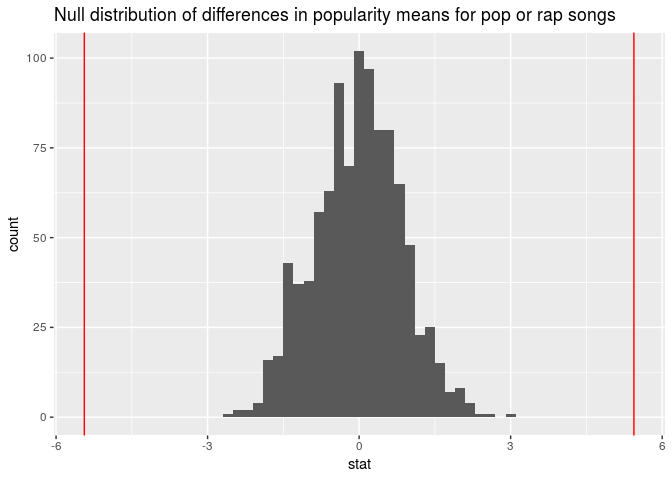 Null distribution of differences in popularity means for pop or rap songs
100
75
50
25
0
count
-6 -3 0 3 6
stat